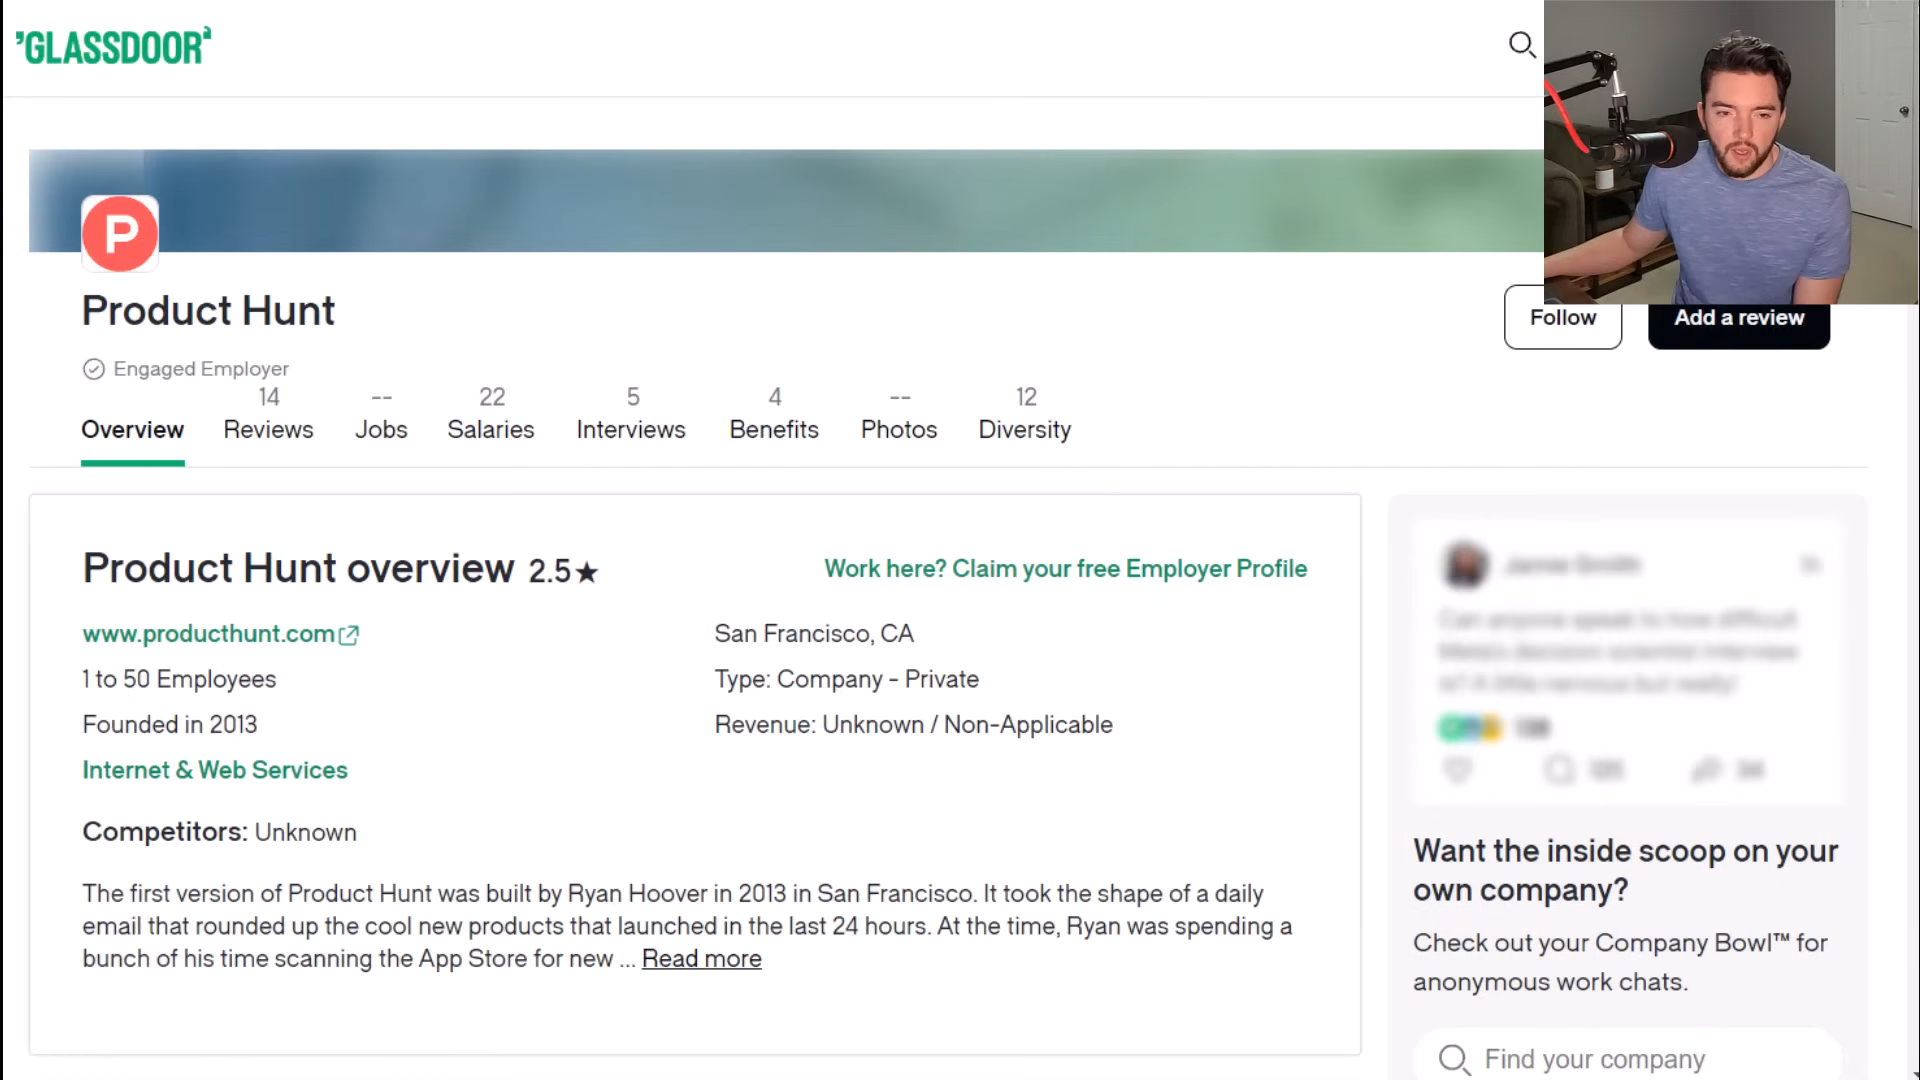 GLASSDOOR
P
Product Hunt
Follow
Add a review
Engaged Employer
14
--
22
5
4
--
12
Overview
Reviews
Jobs
Salaries
Interviews
Benefits
Photos
Diversity
Product Hunt overview 2.5★
Work here? Claim your free Employer Profile
www.producthunt.com
San Francisco, CA
1 to 50 Employees
Type: Company - Private
Founded in 2013
Revenue: Unknown / Non-Applicable
Internet & Web Services
Competitors: Unknown
The first version of Product Hunt was built by Ryan Hoover in 2013 in San Francisco. It took the shape of a daily
email that rounded up the cool new products that launched in the last 24 hours. At the time, Ryan was spending a
bunch of his time scanning the App Store for new ... Read more
Want the inside scoop on your
own company?
Check out your Company Bowl™ for
anonymous work chats.
Find your company